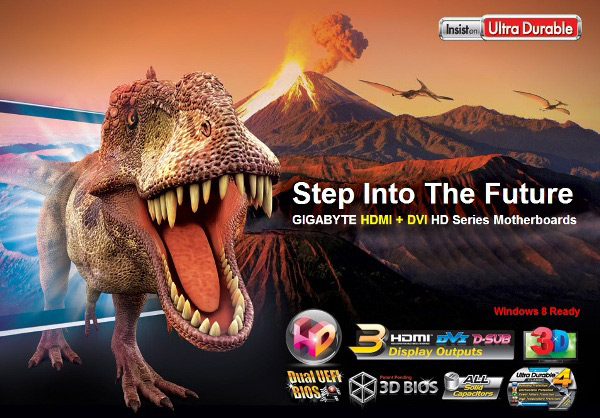 Insist on Ultra Durable
Step Into The Future
GIGABYTE HDMI + DVI HD Series Motherboards
Windows 8 Ready
HD
3 HDMI DVI D-SUB
Display Outputs
3D
Dual UEFI
BIOS
Patent Pending
3D BIOS
ALL
Solid
Capacitors
Ultra Durable 4